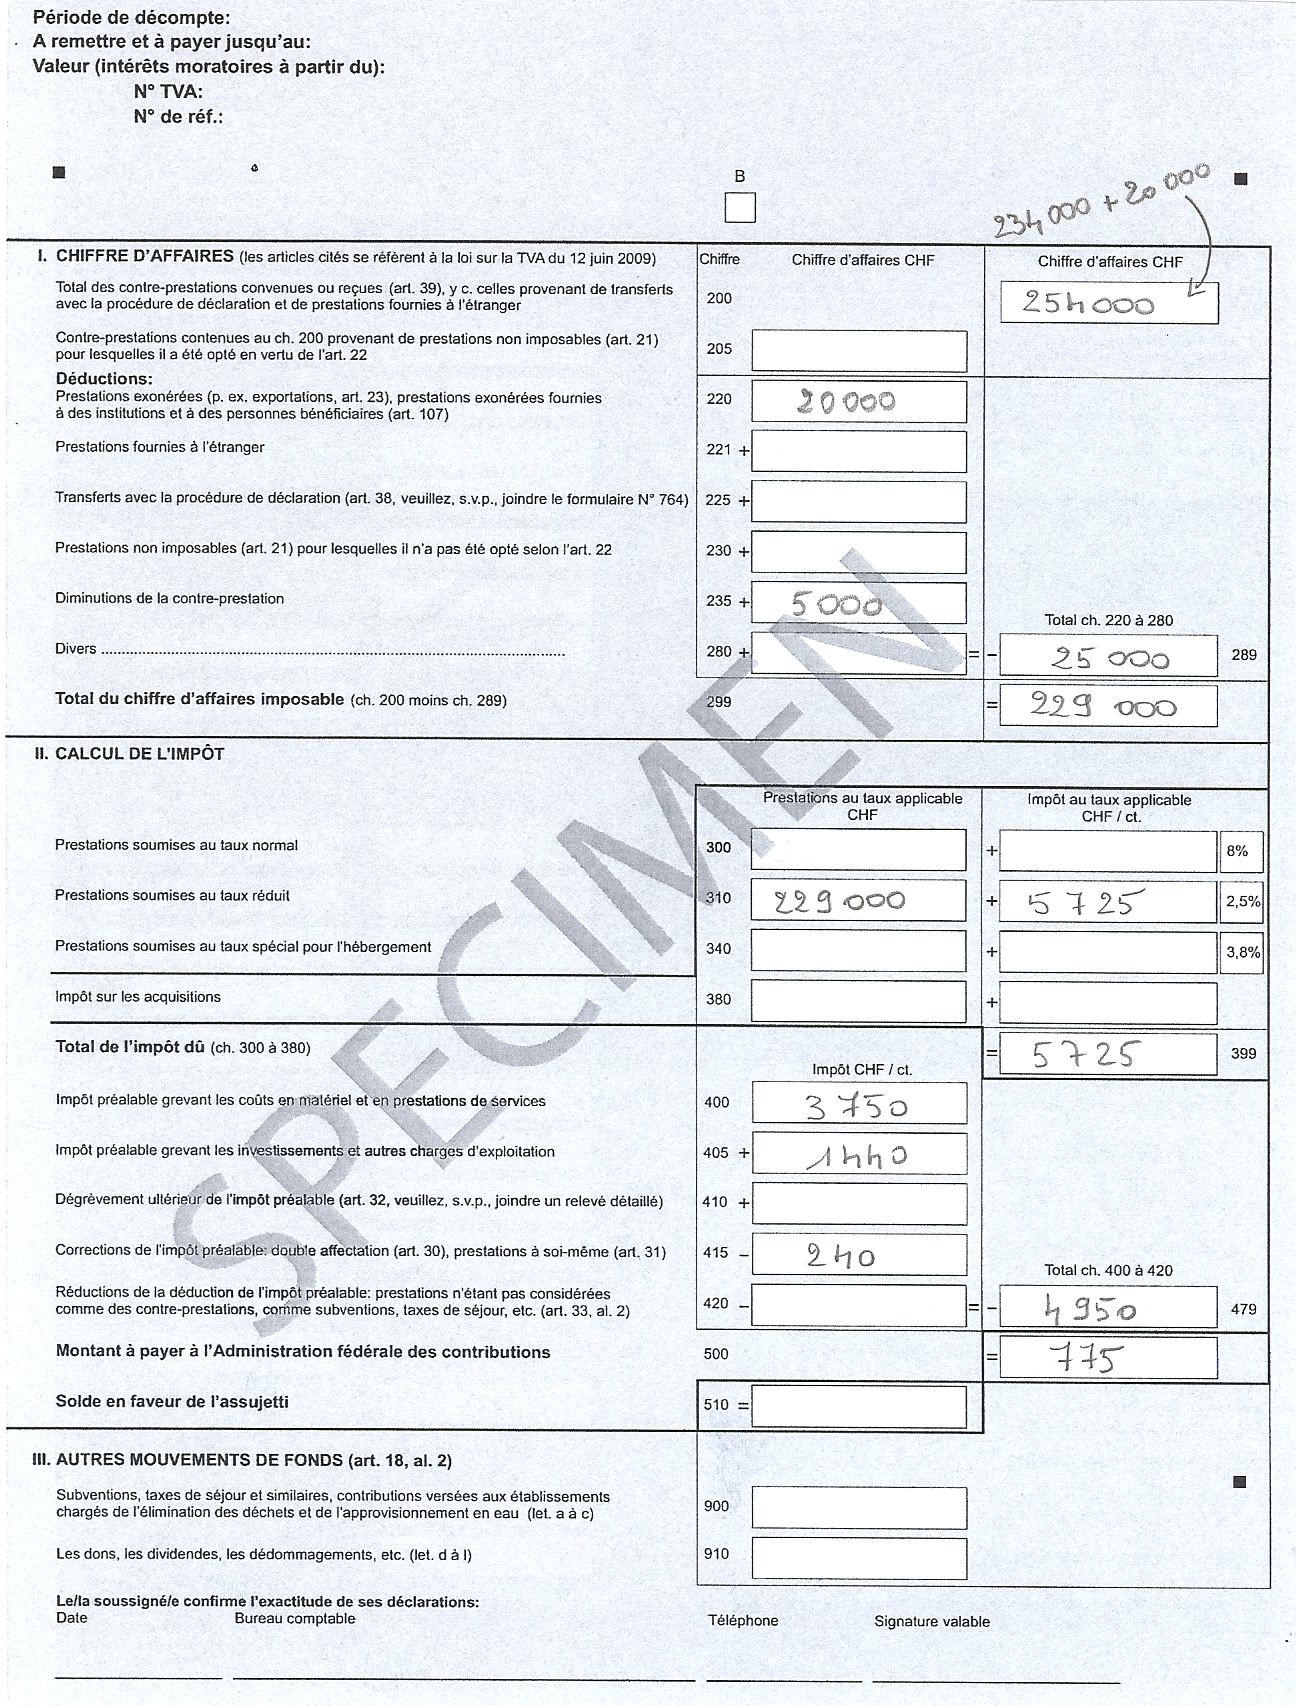 Période de décompte:
A remettre et à payer jusqu'au:
Valeur (intérêts moratoires à partir du):
N° TVA:
N° de réf.:
B
234000 + 20 000
I. CHIFFRE D'AFFAIRES (les articles cités se réfèrent à la loi sur la TVA du 12 juin 2009) Chiffre Chiffre d'affaires CHF Chiffre d'affaires CHF
Total des contre-prestations convenues ou reçues (art. 39), y c. celles provenant de transferts
avec la procédure de déclaration et de prestations fournies à l'étranger 200 254000
Contre-prestations contenues au ch. 200 provenant de prestations non imposables (art. 21)
pour lesquelles il a été opté en vertu de l'art. 22 205
Déductions:
Prestations exonérées (p. ex. exportations, art. 23), prestations exonérées fournies
à des institutions et à des personnes bénéficiaires (art. 107) 220 20 000
Prestations fournies à l'étranger 221 +
Transferts avec la procédure de déclaration (art. 38, veuillez, s.v.p., joindre le formulaire N° 764) 225 +
Prestations non imposables (art. 21) pour lesquelles il n'a pas été opté selon l'art. 22 230 +
Diminutions de la contre-prestation 235 + 5 000
Total ch. 220 à 280
Divers ........ 280 + = – 25 000 289
Total du chiffre d'affaires imposable (ch. 200 moins ch. 289) 299 = 229 000
II. CALCUL DE L'IMPÔT
Prestations au taux applicable Impôt au taux applicable
CHF CHF / ct.
Prestations soumises au taux normal 300 + 8%
Prestations soumises au taux réduit 310 229 000 + 5 725 2,5%
Prestations soumises au taux spécial pour l'hébergement 340 + 3,8%
Impôt sur les acquisitions 380 +
Total de l'impôt dû (ch. 300 à 380) = 5725 399
Impôt CHF / ct.
Impôt préalable grevant les coûts en matériel et en prestations de services 400 3 750
Impôt préalable grevant les investissements et autres charges d'exploitation 405 + 1440
Dégrèvement ultérieur de l'impôt préalable (art. 32, veuillez, s.v.p., joindre un relevé détaillé) 410 +
Corrections de l'impôt préalable: double affectation (art. 30), prestations à soi-même (art. 31) 415 – 240
Total ch. 400 à 420
Réductions de la déduction de l'impôt préalable: prestations n'étant pas considérées
comme des contre-prestations, comme subventions, taxes de séjour, etc. (art. 33, al. 2) 420 – = – 4 950 479
Montant à payer à l'Administration fédérale des contributions 500 = 775
Solde en faveur de l'assujetti 510 =
III. AUTRES MOUVEMENTS DE FONDS (art. 18, al. 2)
Subventions, taxes de séjour et similaires, contributions versées aux établissements
chargés de l'élimination des déchets et de l'approvisionnement en eau (let. a à c) 900
Les dons, les dividendes, les dédommagements, etc. (let. d à l) 910
Le/la soussigné/e confirme l'exactitude de ses déclarations:
Date Bureau comptable Téléphone Signature valable
SPECIMEN